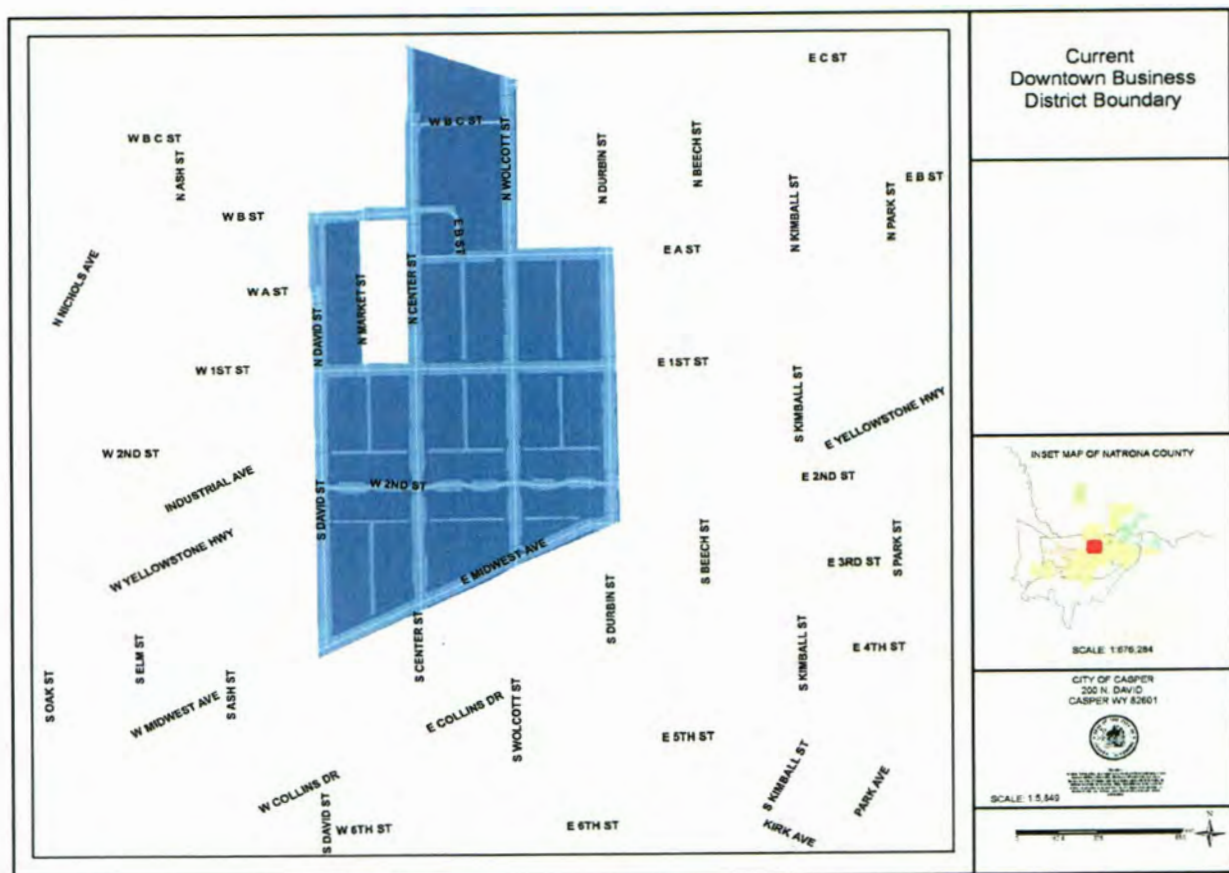 E C ST
W B C ST
W B C ST
N ASH ST
N WOLCOTT ST
N DURBIN ST
N BEECH ST
N KIMBALL ST
N PARK ST
E B ST
W B ST
E B ST
E A ST
N NICHOLS AVE
W A ST
N DAVID ST
N MARKET ST
N CENTER ST
W 1ST ST
E 1ST ST
S KIMBALL ST
E YELLOWSTONE HWY
W 2ND ST
INDUSTRIAL AVE
S DAVID ST
W 2ND ST
E 2ND ST
W YELLOWSTONE HWY
E MIDWEST AVE
S BEECH ST
E 3RD ST
S PARK ST
S DURBIN ST
S OAK ST
S ELM ST
W MIDWEST AVE
S ASH ST
S CENTER ST
E COLLINS DR
S WOLCOTT ST
S KIMBALL ST
E 4TH ST
E 5TH ST
W COLLINS DR
S DAVID ST
W 6TH ST
E 6TH ST
S KIMBALL ST
KIRK AVE
PARK AVE
Current
Downtown Business
District Boundary
INSET MAP OF NATRONA COUNTY
SCALE: 1:676,284
CITY OF CASPER
200 N. DAVID
CASPER WY 82601
SCALE: 1:5,840
N